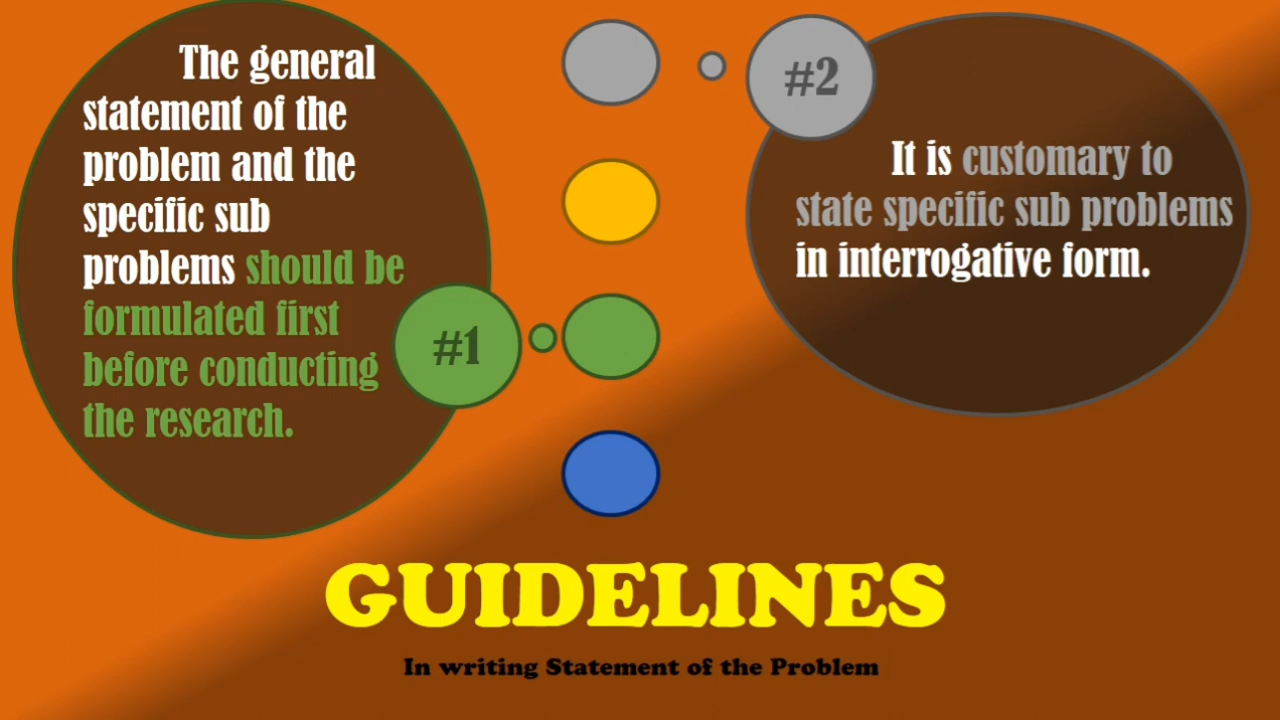 The general
statement of the
problem and the
specific sub
problems should be
formulated first
before conducting
the research.
#1
#2
It is customary to
state specific sub problems
in interrogative form.
GUIDELINES
In writing Statement of the Problem